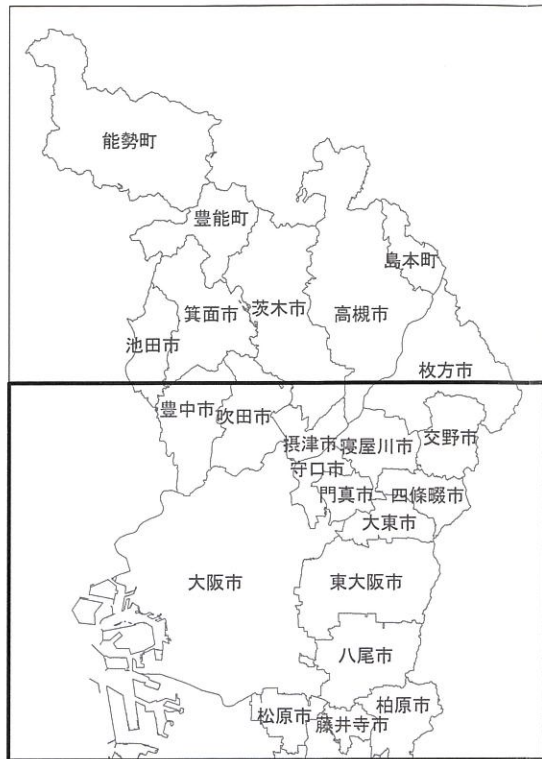 能勢町
豊能町
島本町
茨木市
箕面市
高槻市
池田市
枚方市
豊中市
吹田市
交野市
摂津市
寝屋川市
守口市
門真市
四條畷市
大東市
大阪市
東大阪市
八尾市
柏原市
松原市
藤井寺市